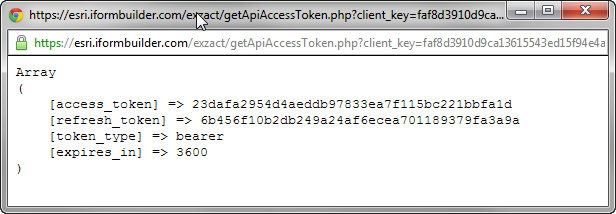 https://esri.iformbuilder.com/exzact/getApiAccessToken.php?client_key=faf8d3910d9ca...
https://esri.iformbuilder.com/exzact/getApiAccessToken.php?client_key=faf8d3910d9ca13615543ed15f94e4a
Array
(
[access_token] => 23dafa2954d4aeddb97833ea7f115bc221bbfa1d
[refresh_token] => 6b456f10b2db249a24af6ecea701189379fa3a9a
[token_type] => bearer
[expires_in] => 3600
)